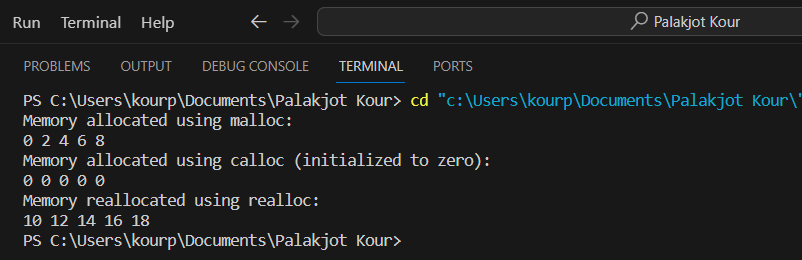 Run Terminal Help ← → Palakjot Kour
PROBLEMS OUTPUT DEBUG CONSOLE TERMINAL PORTS
PS C:\Users\kourp\Documents\Palakjot Kour> cd "c:\Users\kourp\Documents\Palakjot Kour\"
Memory allocated using malloc:
0 2 4 6 8
Memory allocated using calloc (initialized to zero):
0 0 0 0 0
Memory reallocated using realloc:
10 12 14 16 18
PS C:\Users\kourp\Documents\Palakjot Kour>